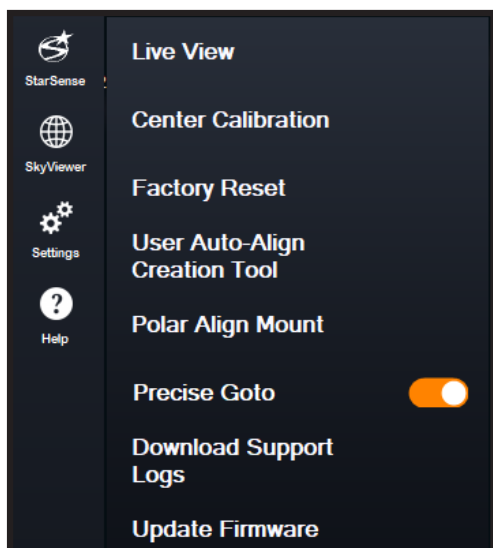 StarSense
SkyViewer
Settings
?
Help
Live View
Center Calibration
Factory Reset
User Auto-Align
Creation Tool
Polar Align Mount
Precise Goto
Download Support
Logs
Update Firmware